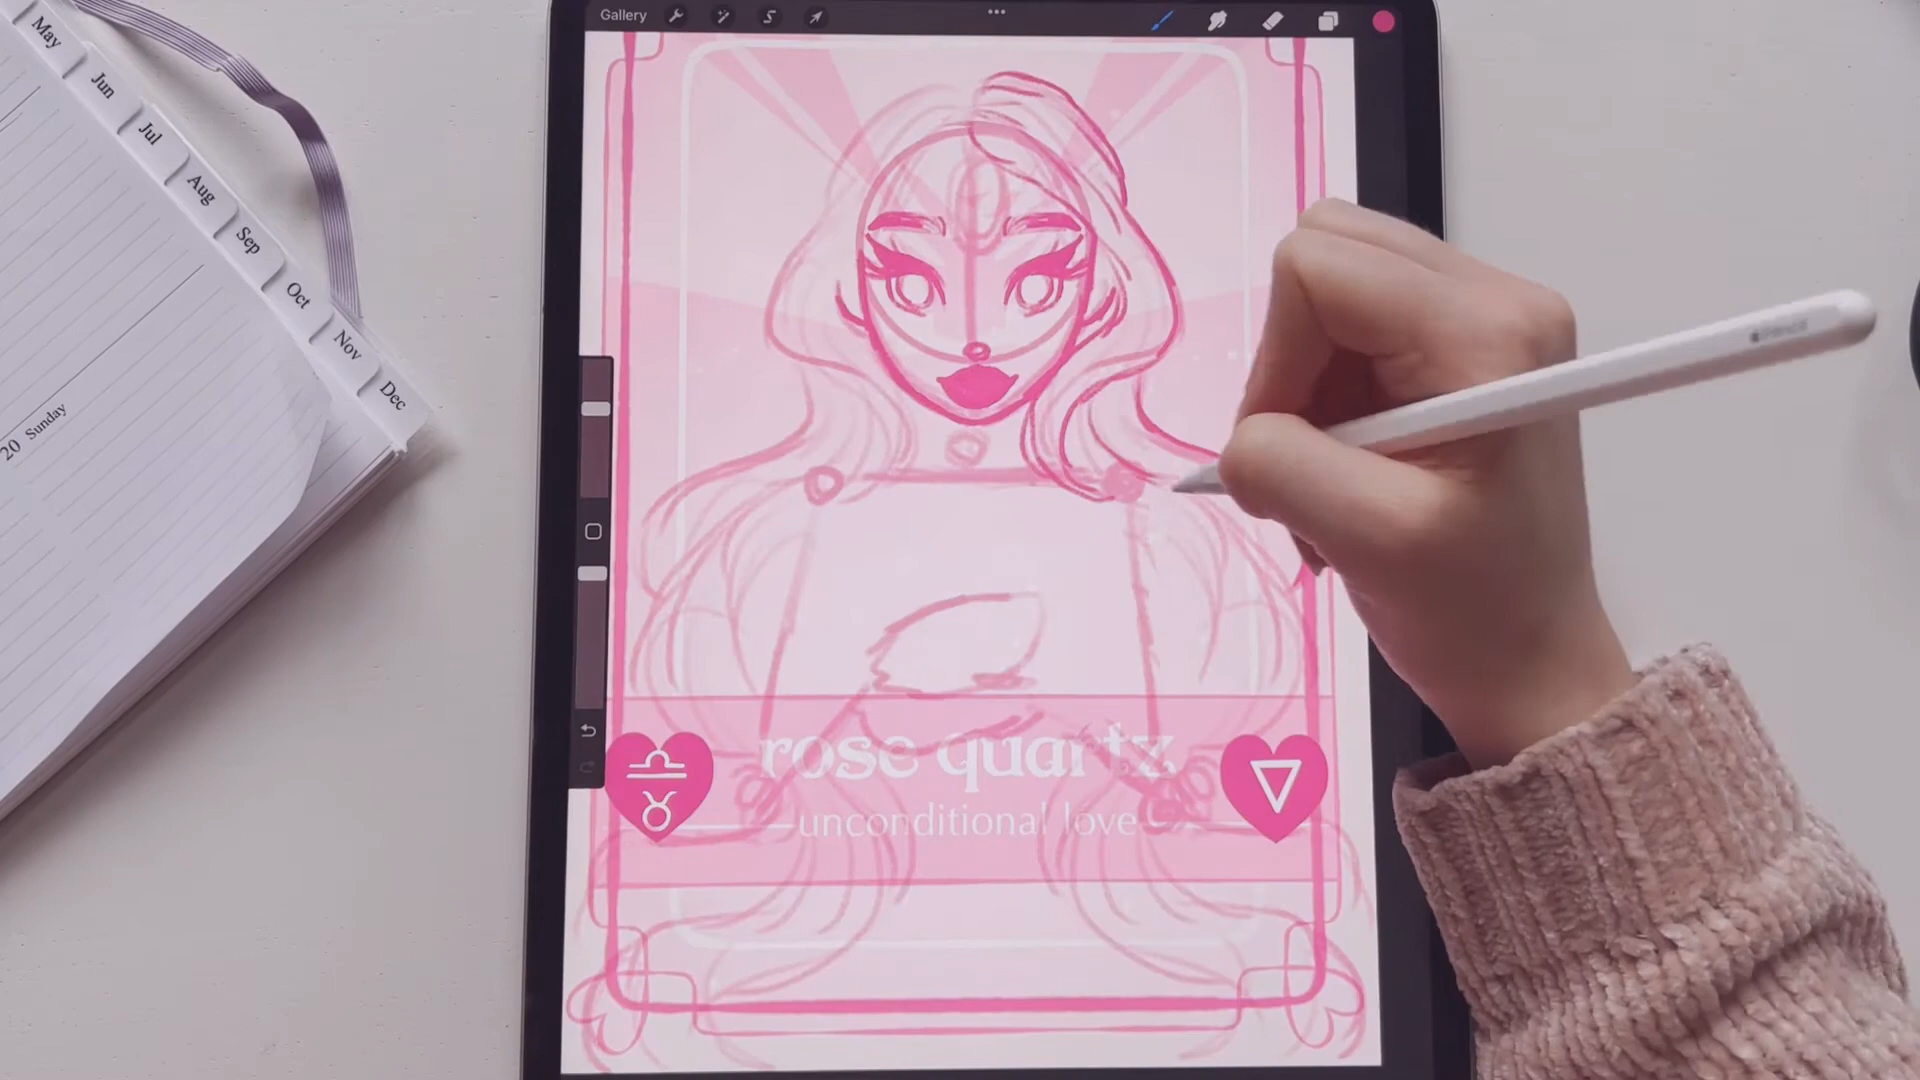 Gallery
May
Jun
Jul
Aug
Sep
Oct
Nov
Dec
20 Sunday
rose quartz
unconditional love